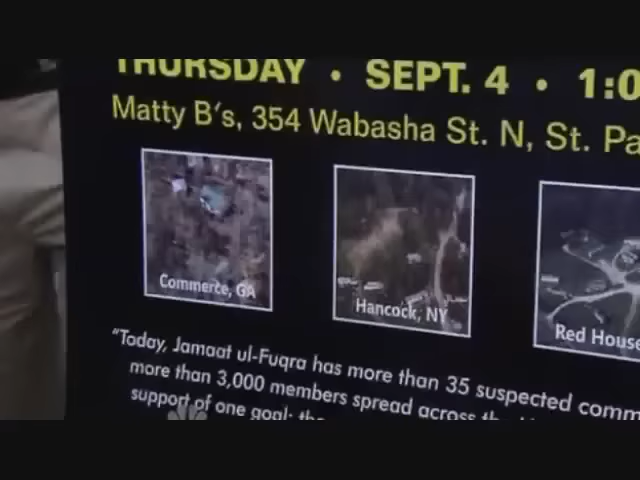 THURSDAY • SEPT. 4 • 1:0
Matty B's, 354 Wabasha St. N, St. Pa
Commerce, GA
Hancock, NY
Red House
"Today, Jamaat ul-Fuqra has more than 35 suspected comm
more than 3,000 members spread across
support of one goal: